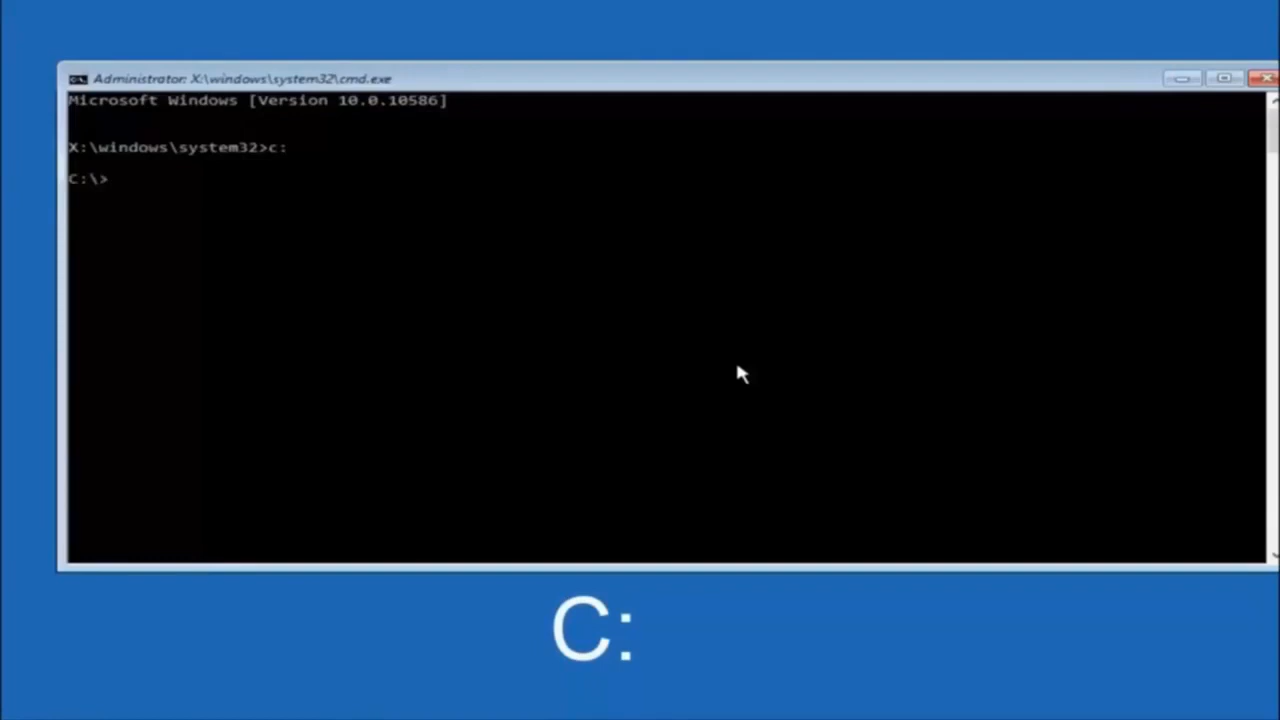 Administrator: X:\windows\system32\cmd.exe
Microsoft Windows [Version 10.0.10586]
X:\windows\system32>c:
C:\>
C: